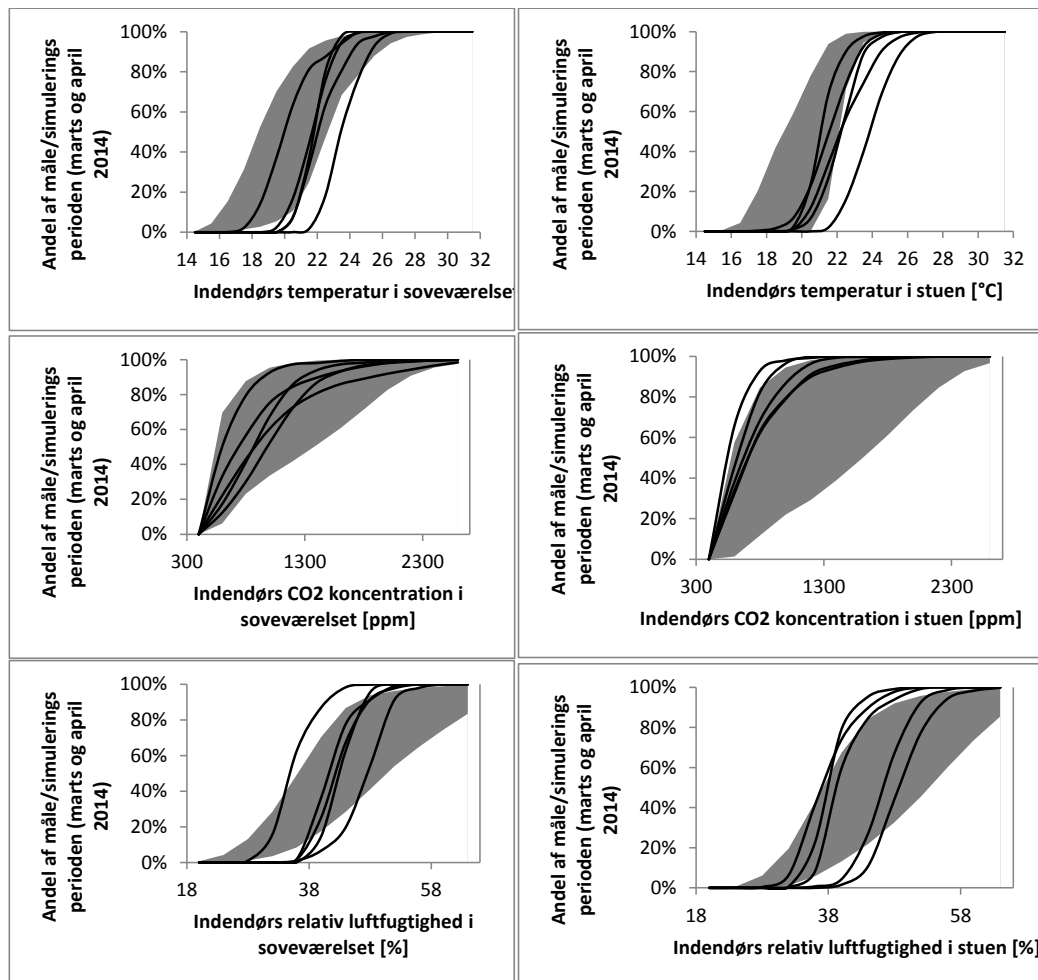 100%
80%
60%
40%
20%
0%
Andel af måle/simulerings
perioden (marts og april
2014)
14 16 18 20 22 24 26 28 30 32
Indendørs temperatur i soveværelset
100%
80%
60%
40%
20%
0%
Andel af måle/simulerings
perioden (marts og april
2014)
14 16 18 20 22 24 26 28 30 32
Indendørs temperatur i stuen [°C]
100%
80%
60%
40%
20%
0%
Andel af måle/simulerings
perioden (marts og april
2014)
300 1300 2300
Indendørs CO2 koncentration i
soveværelset [ppm]
100%
80%
60%
40%
20%
0%
Andel af måle/simulerings
perioden (marts og april
2014)
300 1300 2300
Indendørs CO2 koncentration i stuen [ppm]
100%
80%
60%
40%
20%
0%
Andel af måle/simulerings
perioden (marts og april
2014)
18 38 58
Indendørs relativ luftfugtighed i
soveværelset [%]
100%
80%
60%
40%
20%
0%
Andel af måle/simulerings
perioden (marts og april
2014)
18 38 58
Indendørs relativ luftfugtighed i stuen [%]